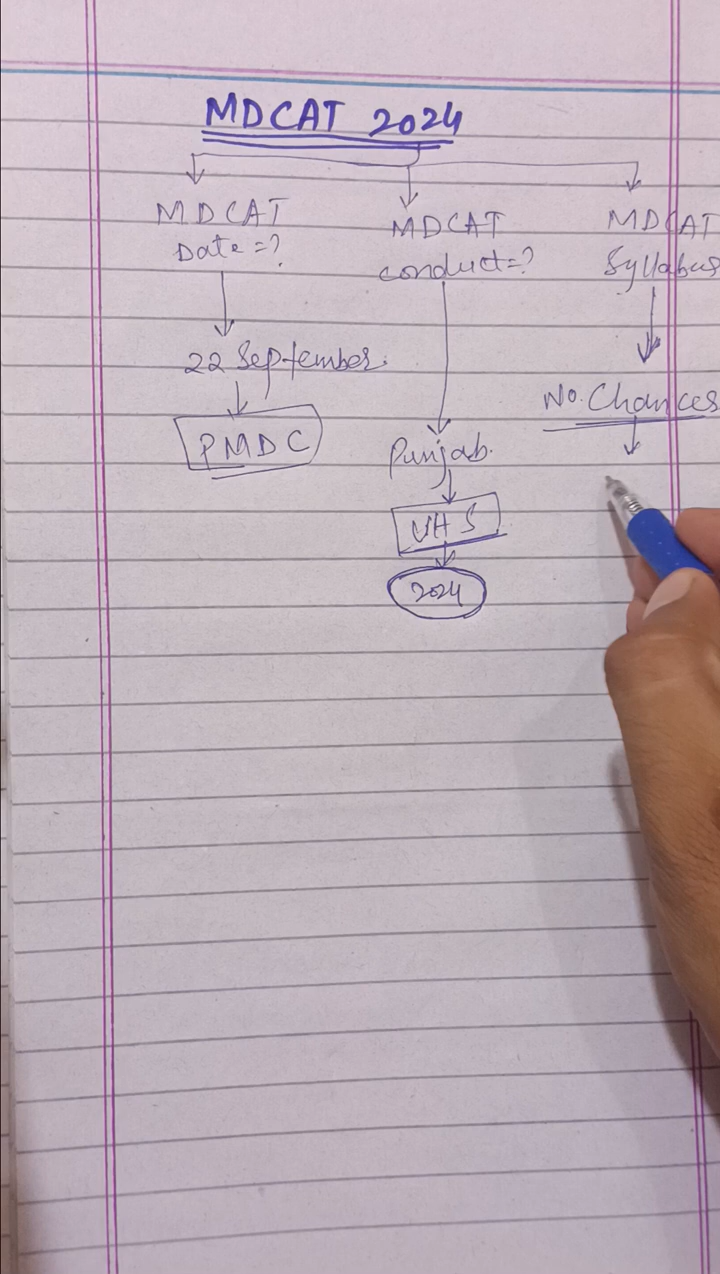 MDCAT 2024
MDCAT
Date=?
22 September.
PMDC
MDCAT
conduct=?
Punjab.
UHS
2024
MDCAT
Syllabus
No. Chances